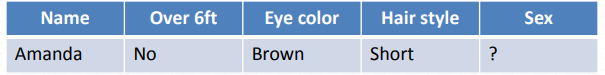 Name Over 6ft Eye color Hair style Sex
Amanda No Brown Short ?